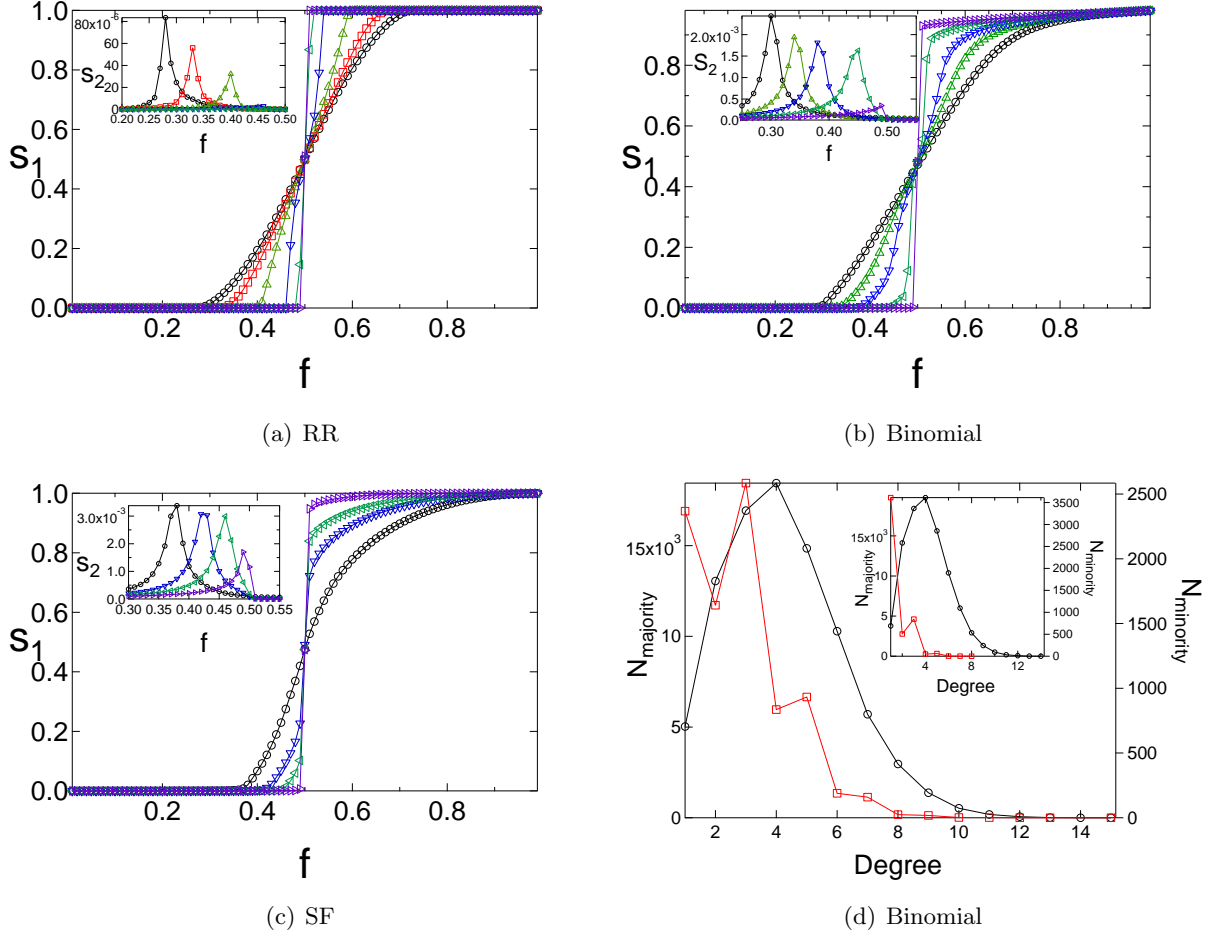 1.0
0.8
0.6
0.4
0.2
0.0
S1
0.2 0.4 0.6 0.8
f
80x10-3
60
40
20
0
S2
0.20 0.25 0.30 0.35 0.40 0.45 0.50
f
(a) RR
1.0
0.8
0.6
0.4
0.2
0.0
S1
0.2 0.4 0.6 0.8
f
2.0x10-3
1.5
1.0
0.5
0.0
S2
0.30 0.40 0.50
f
(b) Binomial
1.0
0.8
0.6
0.4
0.2
0.0
S1
0.2 0.4 0.6 0.8
f
3.0x10-3
2.0
1.0
0.0
S2
0.30 0.35 0.40 0.45 0.50 0.55
f
(c) SF
15x103
10
5
0
Nmajority
2 4 6 8 10 12 14
Degree
2500
2000
1500
1000
500
0
Nminority
15x103
10
5
0
Nmajority
4 8 12
Degree
3500
3000
2500
2000
1500
1000
500
0
Nminority
(d) Binomial